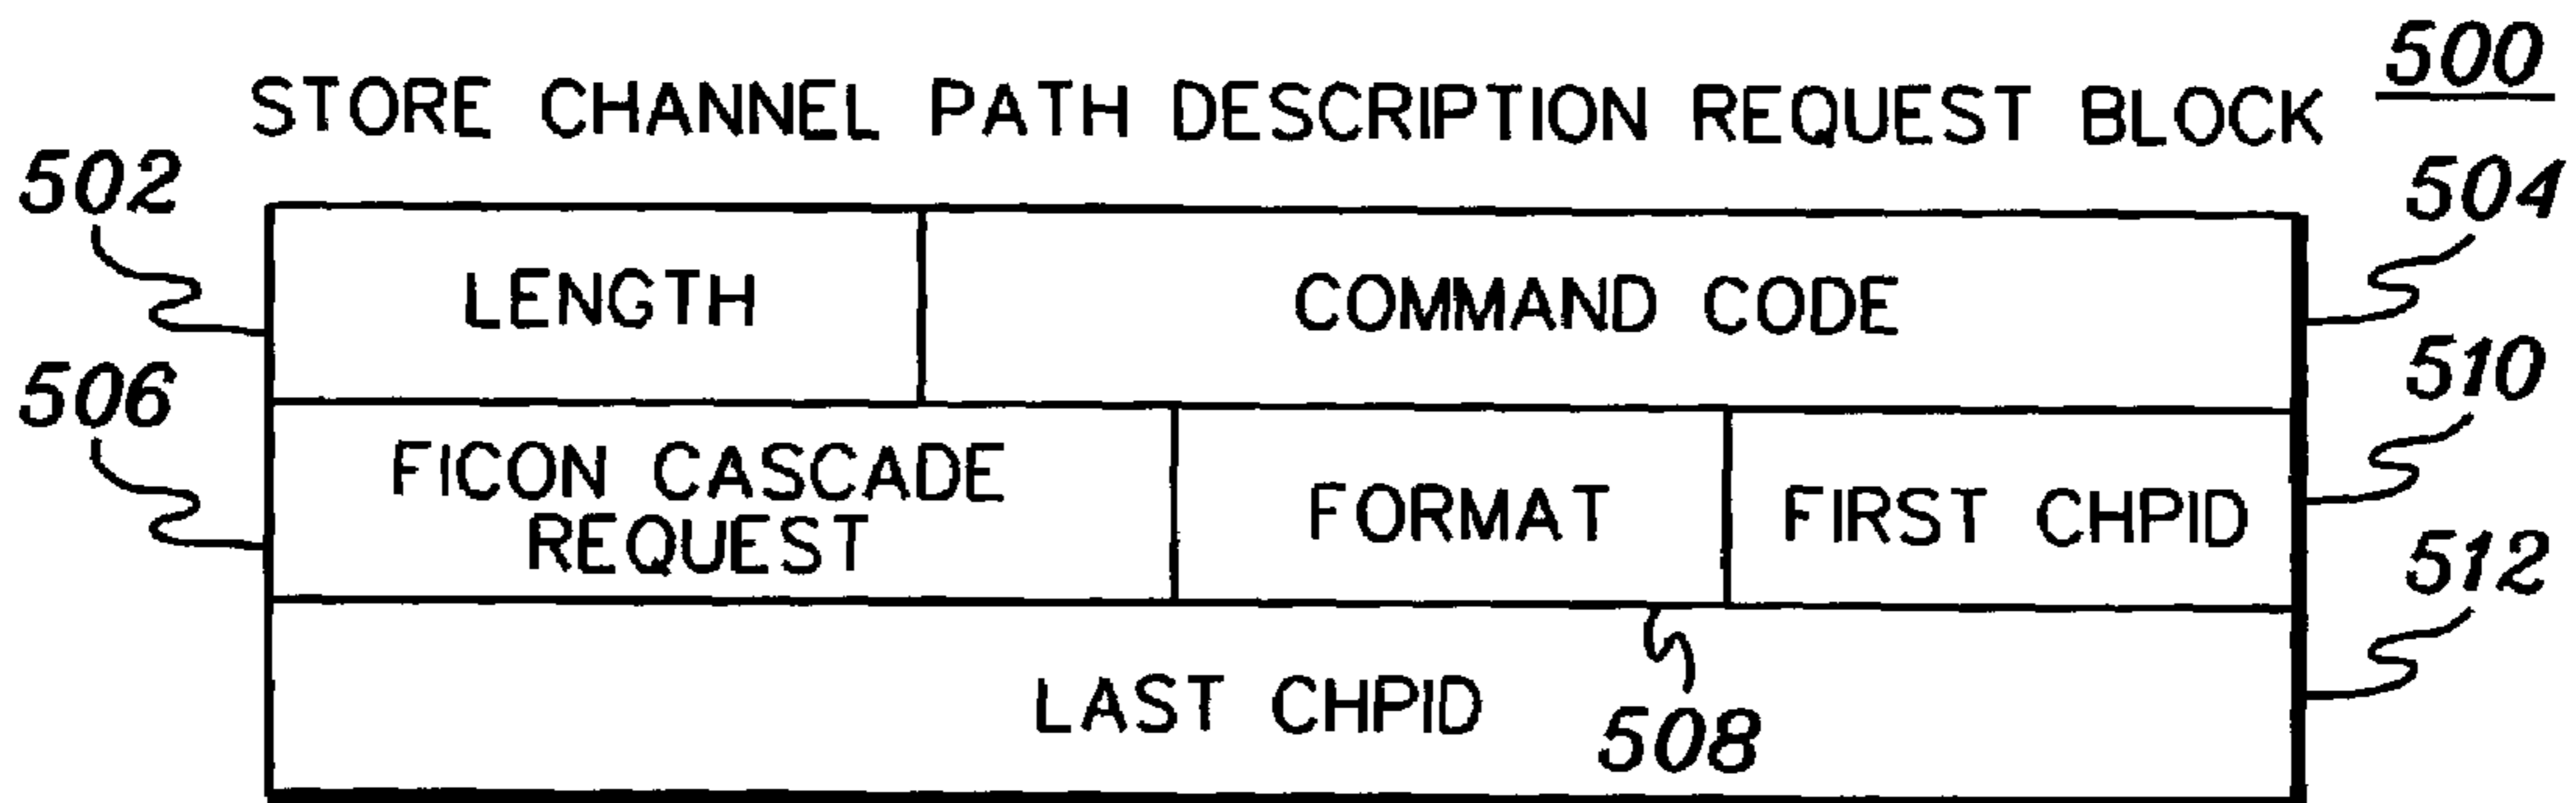 500
STORE CHANNEL PATH DESCRIPTION REQUEST BLOCK
502
504
LENGTH
COMMAND CODE
506
510
FICON CASCADE
REQUEST
FORMAT
FIRST CHPID
512
LAST CHPID
508